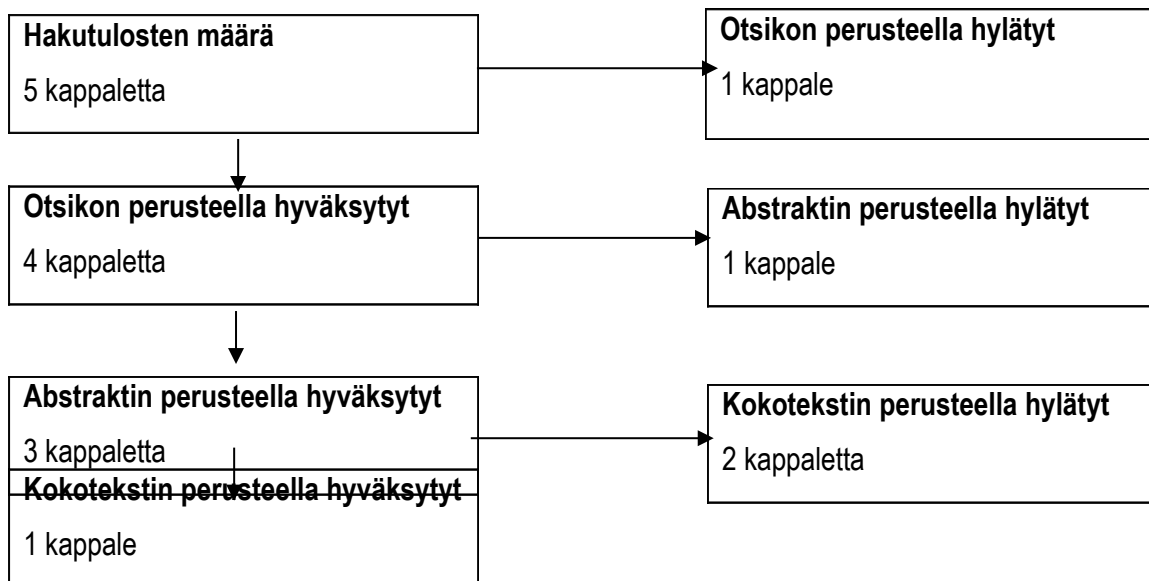 Hakutulosten määrä
5 kappaletta
Otsikon perusteella hylätyt
1 kappale
Otsikon perusteella hyväksytyt
4 kappaletta
Abstraktin perusteella hylätyt
1 kappale
Abstraktin perusteella hyväksytyt
3 kappaletta
Kokotekstin perusteella hylätyt
2 kappaletta
Kokotekstin perusteella hyväksytyt
1 kappale